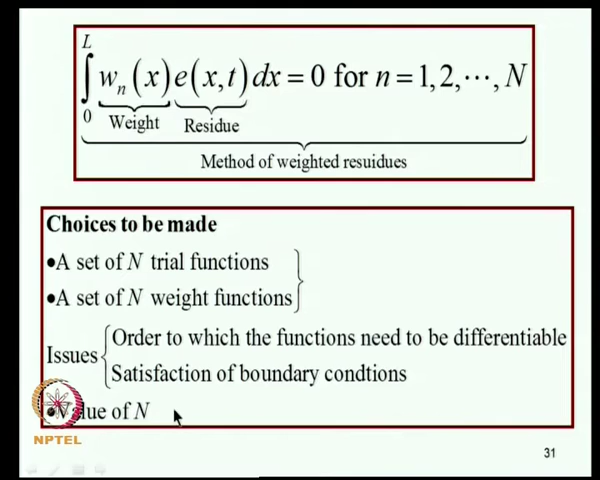 L
∫ wₙ(x) e(x,t) dx = 0 for n = 1, 2, ⋯, N
0
Weight Residue
Method of weighted resuidues
Choices to be made
•A set of N trial functions
•A set of N weight functions
Issues
Order to which the functions need to be differentiable
Satisfaction of boundary condtions
•Value of N
NPTEL
31